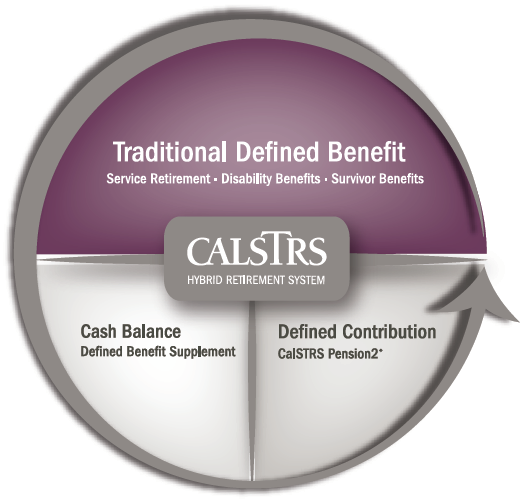 Traditional Defined Benefit
Service Retirement • Disability Benefits • Survivor Benefits
CALSTRS
HYBRID RETIREMENT SYSTEM
Cash Balance
Defined Benefit Supplement
Defined Contribution
CalSTRS Pension2*